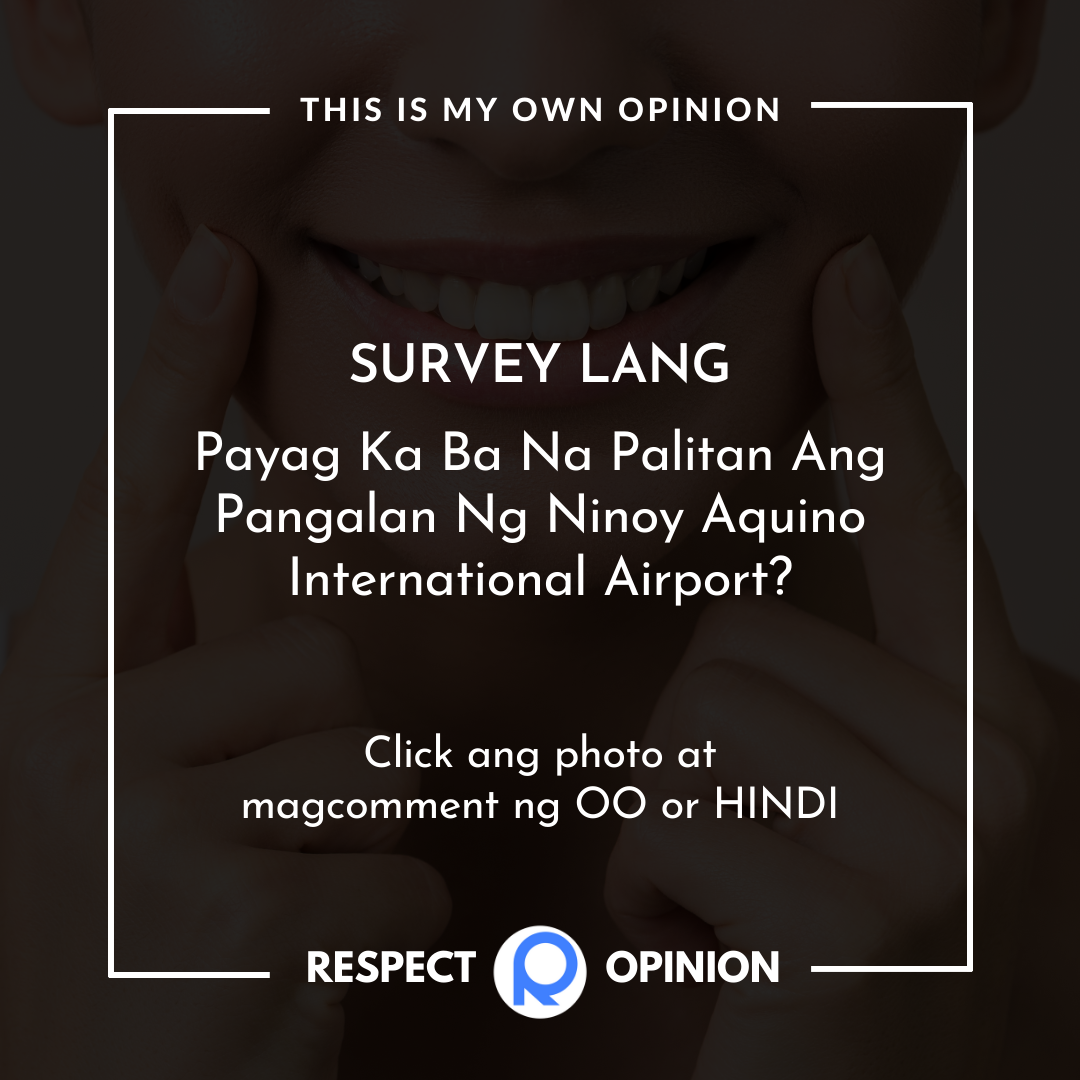 THIS IS MY OWN OPINION
SURVEY LANG
Payag Ka Ba Na Palitan Ang
Pangalan Ng Ninoy Aquino
International Airport?
Click ang photo at
magcomment ng OO or HINDI
RESPECT R OPINION